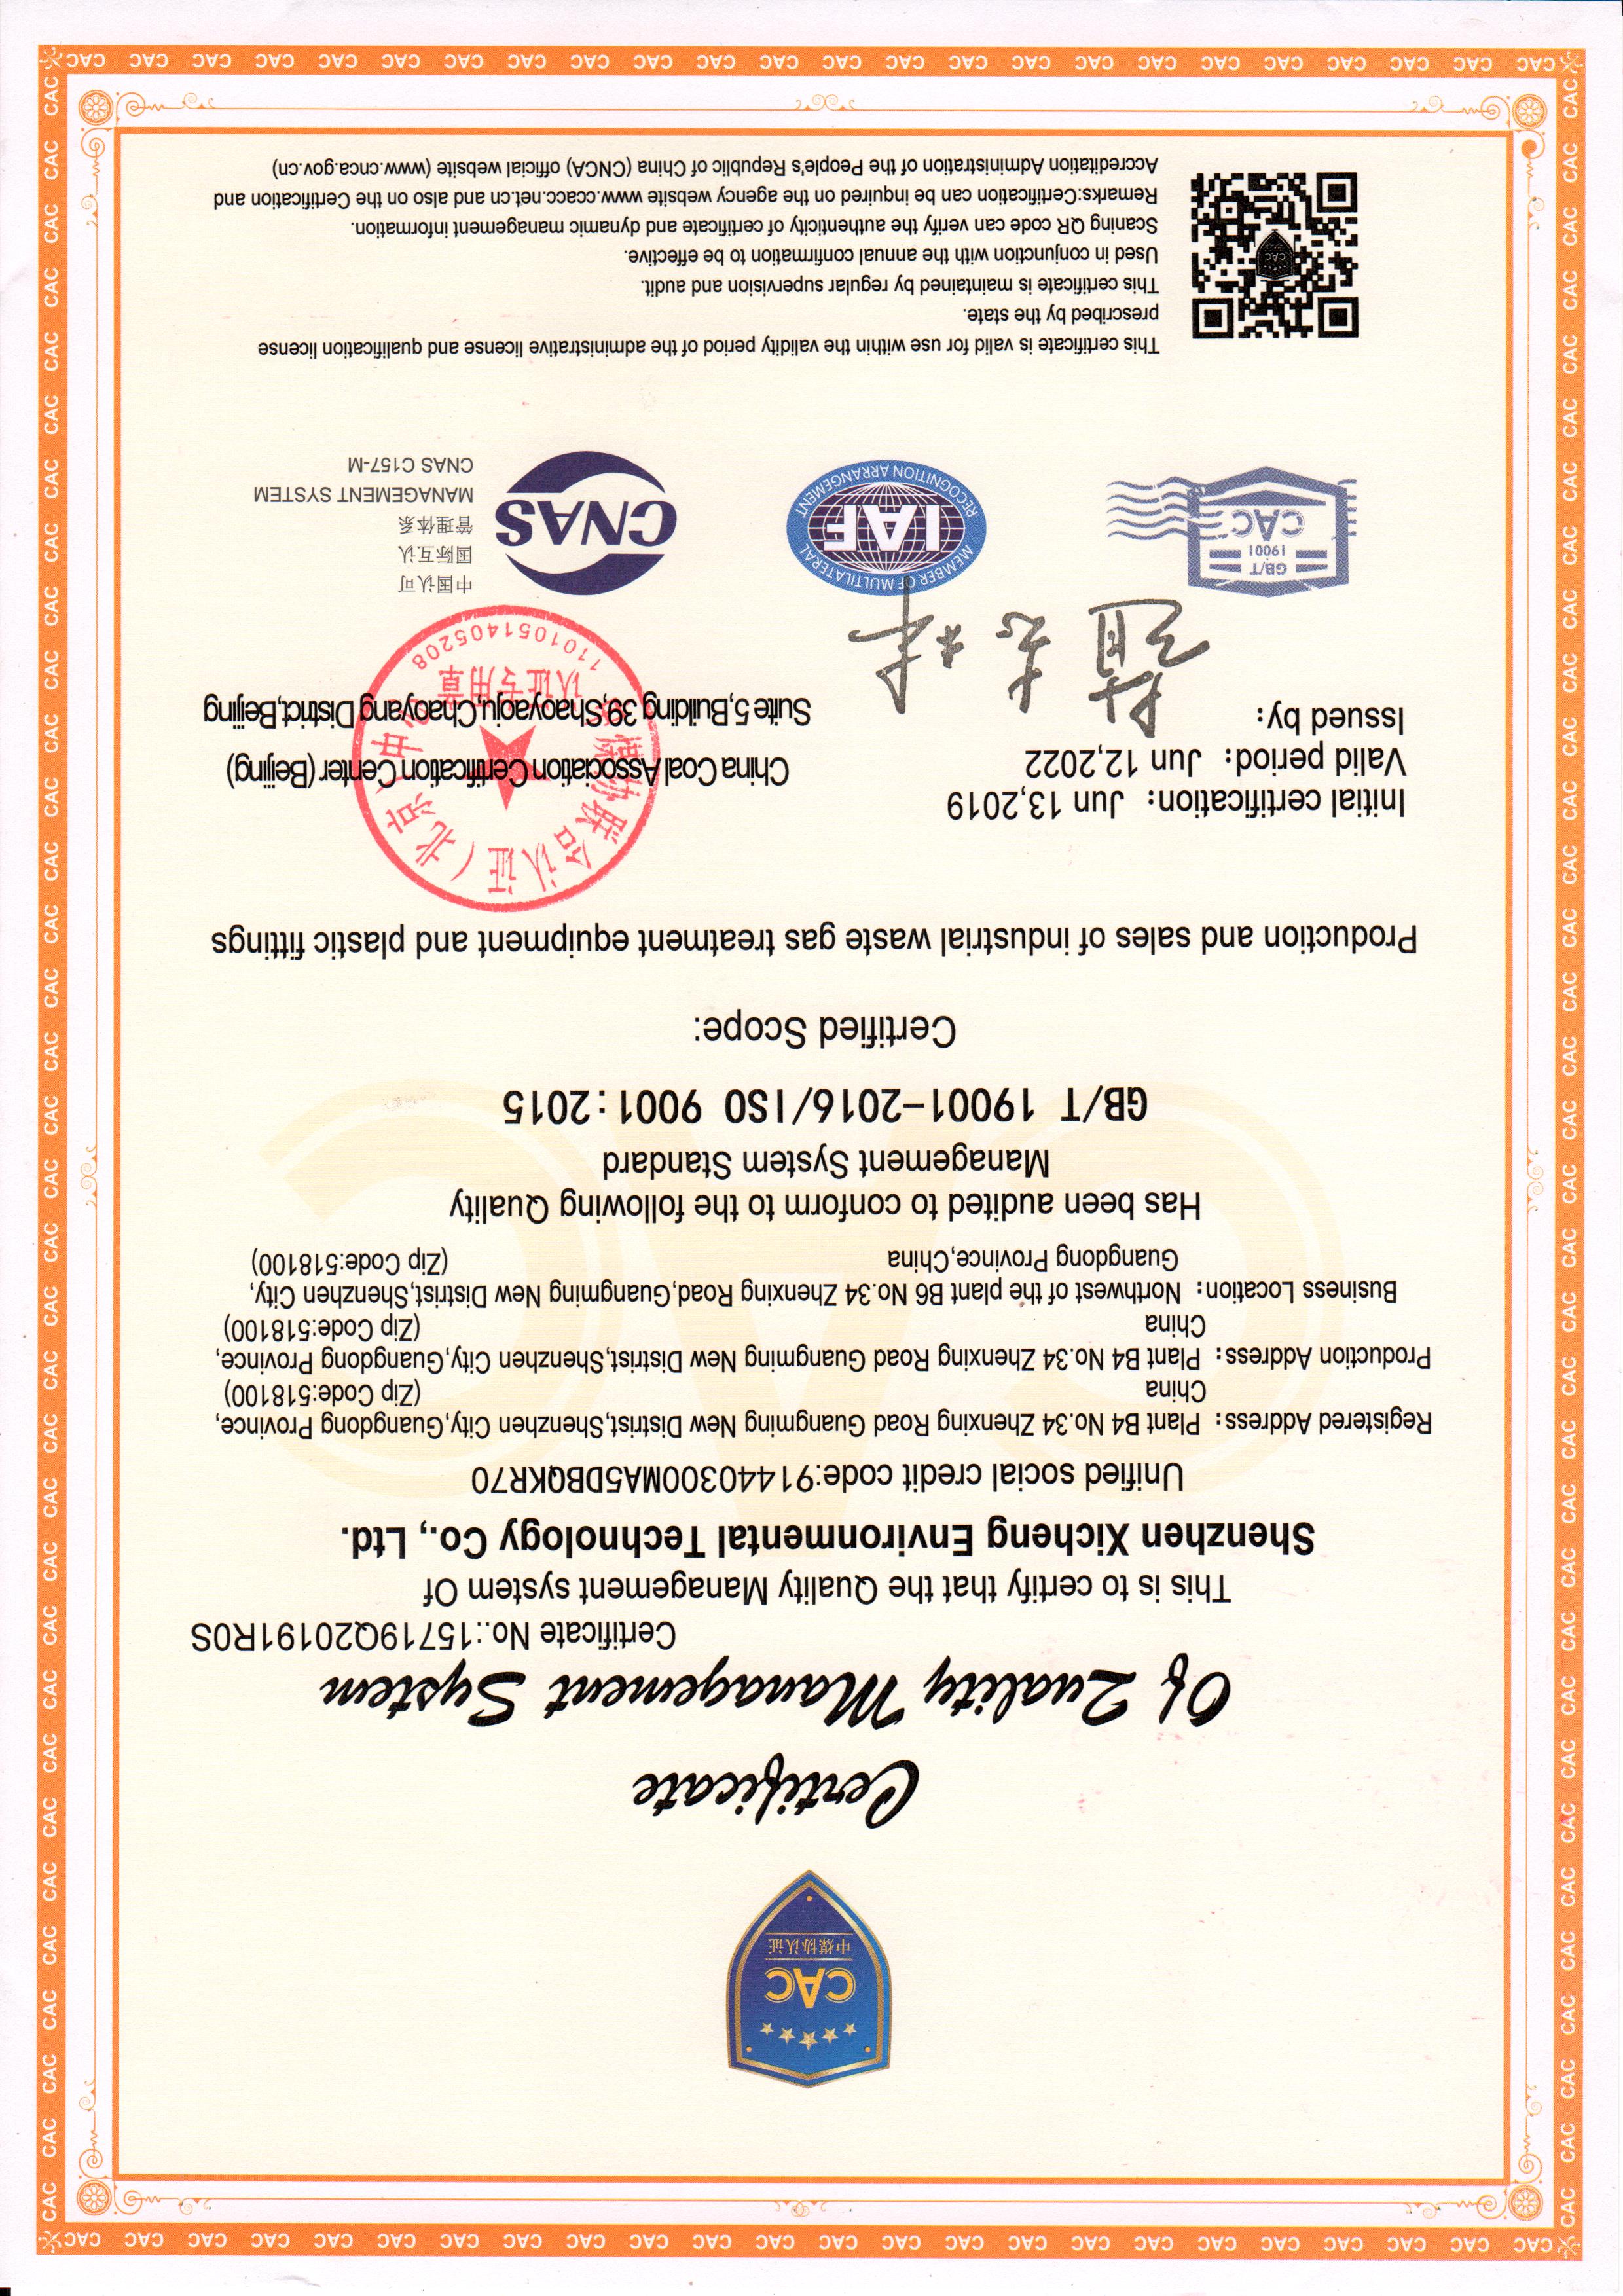 CAC
中煤协认证
Certificate
Of Quality Management System
Certificate No.:15719Q20191R0S
This is to certify that the Quality Management system Of
Shenzhen Xicheng Environmental Technology Co., Ltd.
Unified social credit code:91440300MA5DBQKR70
Registered Address: Plant B4 No.34 Zhenxing Road Guangming New Distrist,Shenzhen City,Guangdong Province,
China (Zip Code:518100)
Production Address: Plant B4 No.34 Zhenxing Road Guangming New Distrist,Shenzhen City,Guangdong Province,
China (Zip Code:518100)
Business Location: Northwest of the plant B6 No.34 Zhenxing Road,Guangming New Distrist,Shenzhen City,
Guangdong Province,China (Zip Code:518100)
Has been audited to conform to the following Quality
Management System Standard
GB/T 19001-2016/ISO 9001:2015
Certified Scope:
Production and sales of industrial waste gas treatment equipment and plastic fittings
Initial certification: Jun 13,2019
Valid period: Jun 12,2022
Issued by:
China Coal Association Certification Center (Beijing)
Suite 5,Building 39,Shaoyaoju,Chaoyang District,Beijing
认证专用章
1101051405208
GB/T
19001
CAC
MEMBER OF MULTILATERAL
IAF
RECOGNITION ARRANGEMENT
CNAS
中国认可
国际互认
管理体系
MANAGEMENT SYSTEM
CNAS C157-M
This certificate is valid for use within the validity period of the administrative license and qualification license
prescribed by the state.
This certificate is maintained by regular supervision and audit.
Used in conjunction with the annual confirmation to be effective.
Scaning QR code can verify the authenticity of certificate and dynamic management information.
Remarks:Certification can be inquired on the agency website www.ccacc.net.cn and also on the Certification and
Accreditation Administration of the People's Republic of China (CNCA) official website (www.cnca.gov.cn)